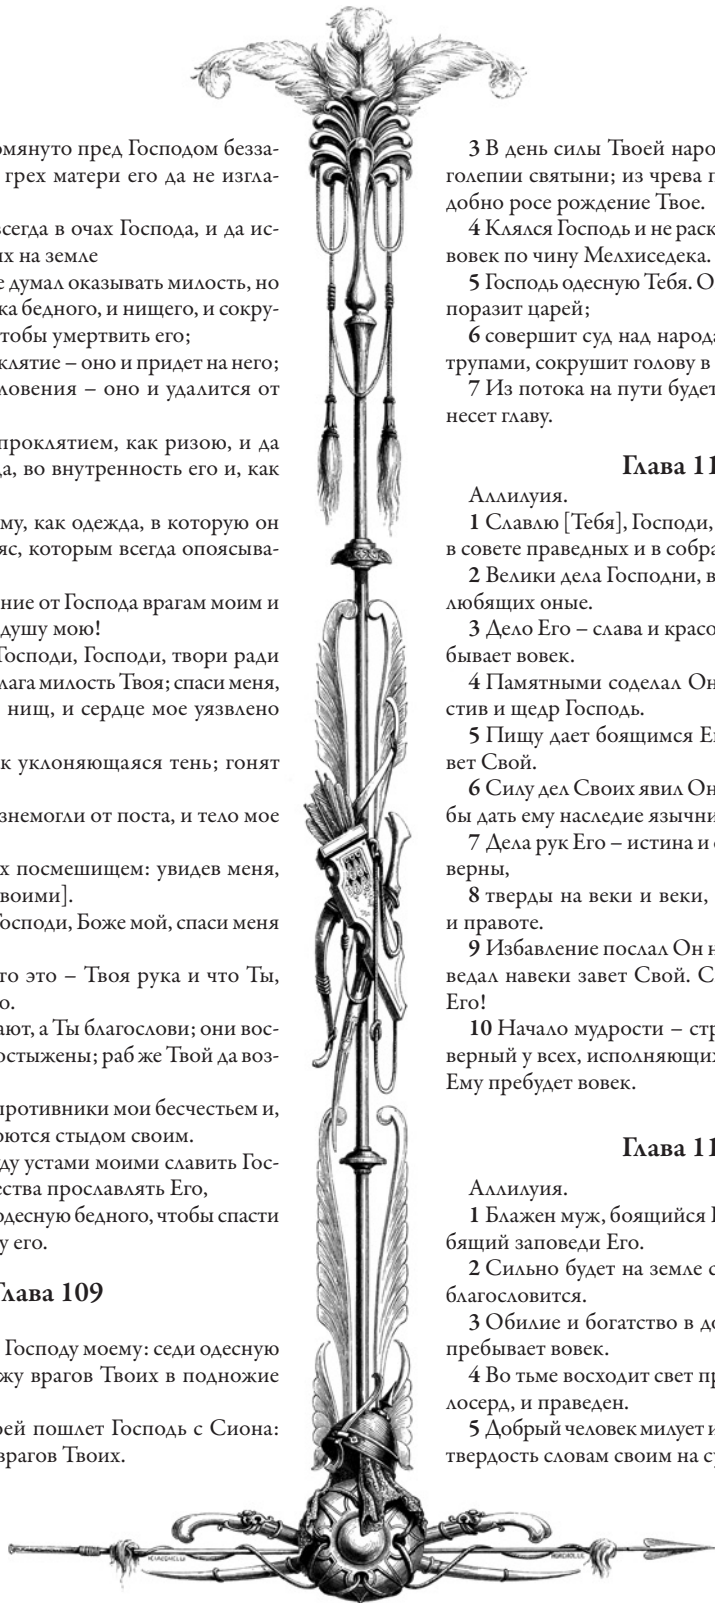 омянуто пред Господом безза-
грех матери его да не изгла-
всегда в очах Господа, и да ис-
их на земле
е думал оказывать милость, но
ка бедного, и нищего, и сокру-
чтобы умертвить его;
клятие – оно и придет на него;
ловения – оно и удалится от
проклятием, как ризою, и да
да, во внутренность его и, как
му, как одежда, в которую он
яс, которым всегда опоясыва-
ние от Господа врагам моим и
душу мою!
Господи, Господи, твори ради
лага милость Твоя; спаси меня,
нищ, и сердце мое уязвлено
к уклоняющаяся тень; гонят
знемогли от поста, и тело мое
х посмешищем: увидев меня,
воими].
Господи, Боже мой, спаси меня
то это – Твоя рука и что Ты,
о.
ают, а Ты благослови; они вос-
остыжены; раб же Твой да воз-
противники мои бесчестьем и,
роются стыдом своим.
ду устами моими славить Гос-
ества прославлять Его,
одесную бедного, чтобы спасти
у его.
Глава 109
Господу моему: седи одесную
жу врагов Твоих в подножие
оей пошлет Господь с Сиона:
врагов Твоих.
3 В день силы Твоей наро
голепии святыни; из чрева п
добно росе рождение Твое.
4 Клялся Господь и не раск
вовек по чину Мелхиседека.
5 Господь одесную Тебя. О
поразит царей;
6 совершит суд над народа
трупами, сокрушит голову в
7 Из потока на пути будет
несет главу.
Глава 11
Аллилуия.
1 Славлю [Тебя], Господи,
в совете праведных и в собра
2 Велики дела Господни, в
любящих оные.
3 Дело Его – слава и красо
бывает вовек.
4 Памятными соделал Он
стив и щедр Господь.
5 Пищу дает боящимся Е
вет Свой.
6 Силу дел Своих явил Он
бы дать ему наследие язычни
7 Дела рук Его – истина и с
верны,
8 тверды на веки и веки,
и правоте.
9 Избавление послал Он н
ведал навеки завет Свой. С
Его!
10 Начало мудрости – стр
верный у всех, исполняющих
Ему пребудет вовек.
Глава 11
Аллилуия.
1 Блажен муж, боящийся Г
бящий заповеди Его.
2 Сильно будет на земле с
благословится.
3 Обилие и богатство в до
пребывает вовек.
4 Во тьме восходит свет пр
лосерд, и праведен.
5 Добрый человек милует и
твердость словам своим на су